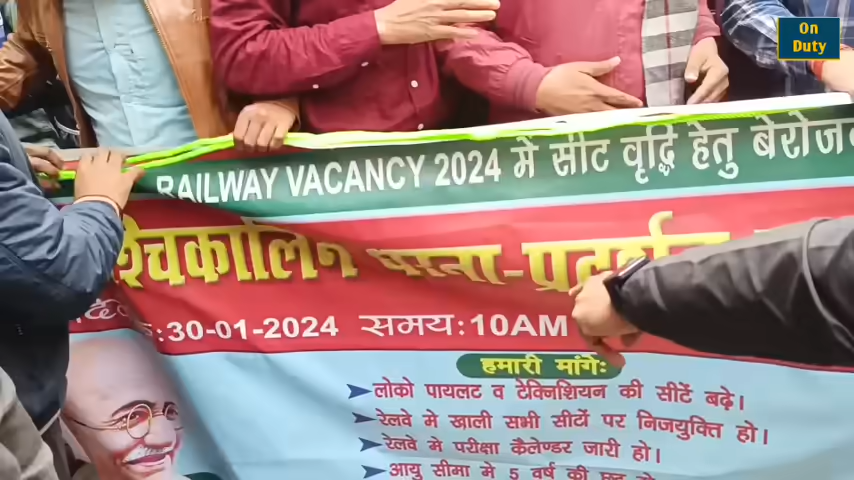 On
Duty
RAILWAY VACANCY 2024 में सीट वृद्धि हेतु
30-01-2024 समय:10AM
हमारी मांगे:
लोको पायलट व टेक्निशियन की सीटें बढ़े।
रेलवे में खाली सभी सीटों पर निजयुक्ति हो।
रेलवे में परीक्षा कैलेण्डर जारी हो।
आयु सीमा में 5 वर्ष की छूट हो